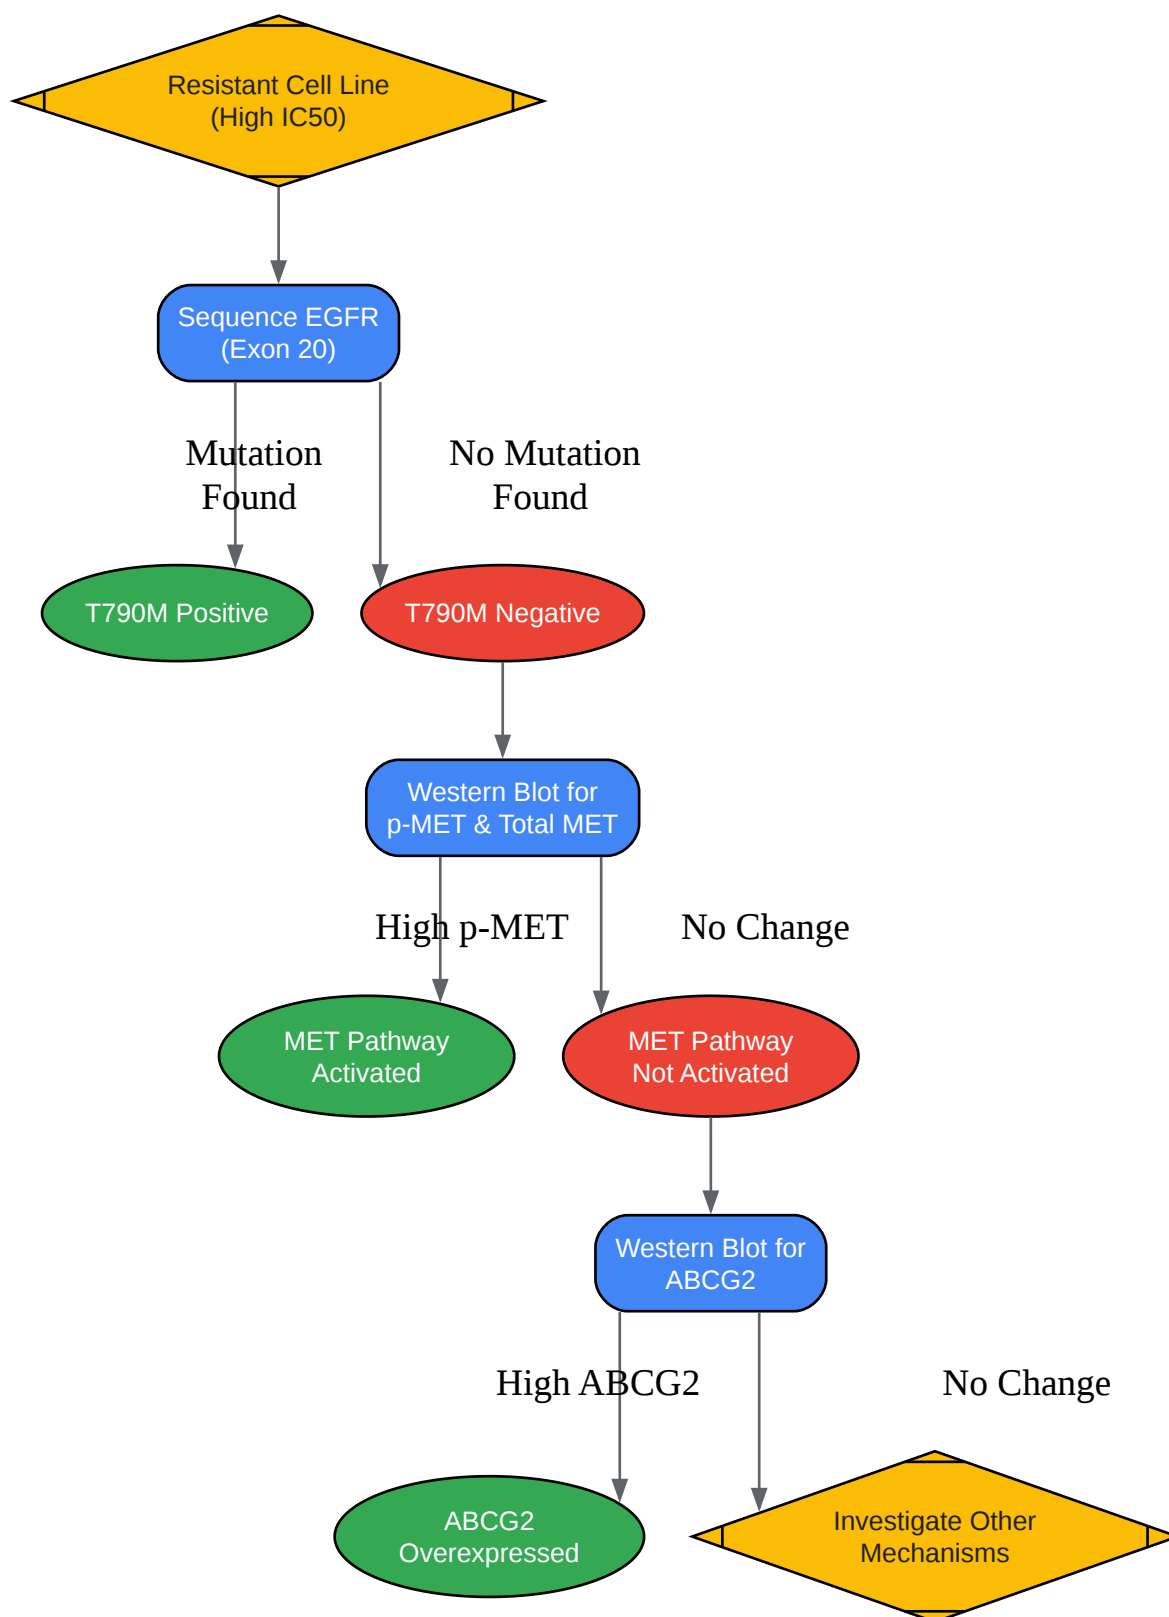 Resistant Cell Line
(High IC50)
Sequence EGFR
(Exon 20)
Mutation
Found
No Mutation
Found
T790M Positive
T790M Negative
Western Blot for
p-MET & Total MET
High p-MET
No Change
MET Pathway
Activated
MET Pathway
Not Activated
Western Blot for
ABCG2
High ABCG2
No Change
ABCG2
Overexpressed
Investigate Other
Mechanisms